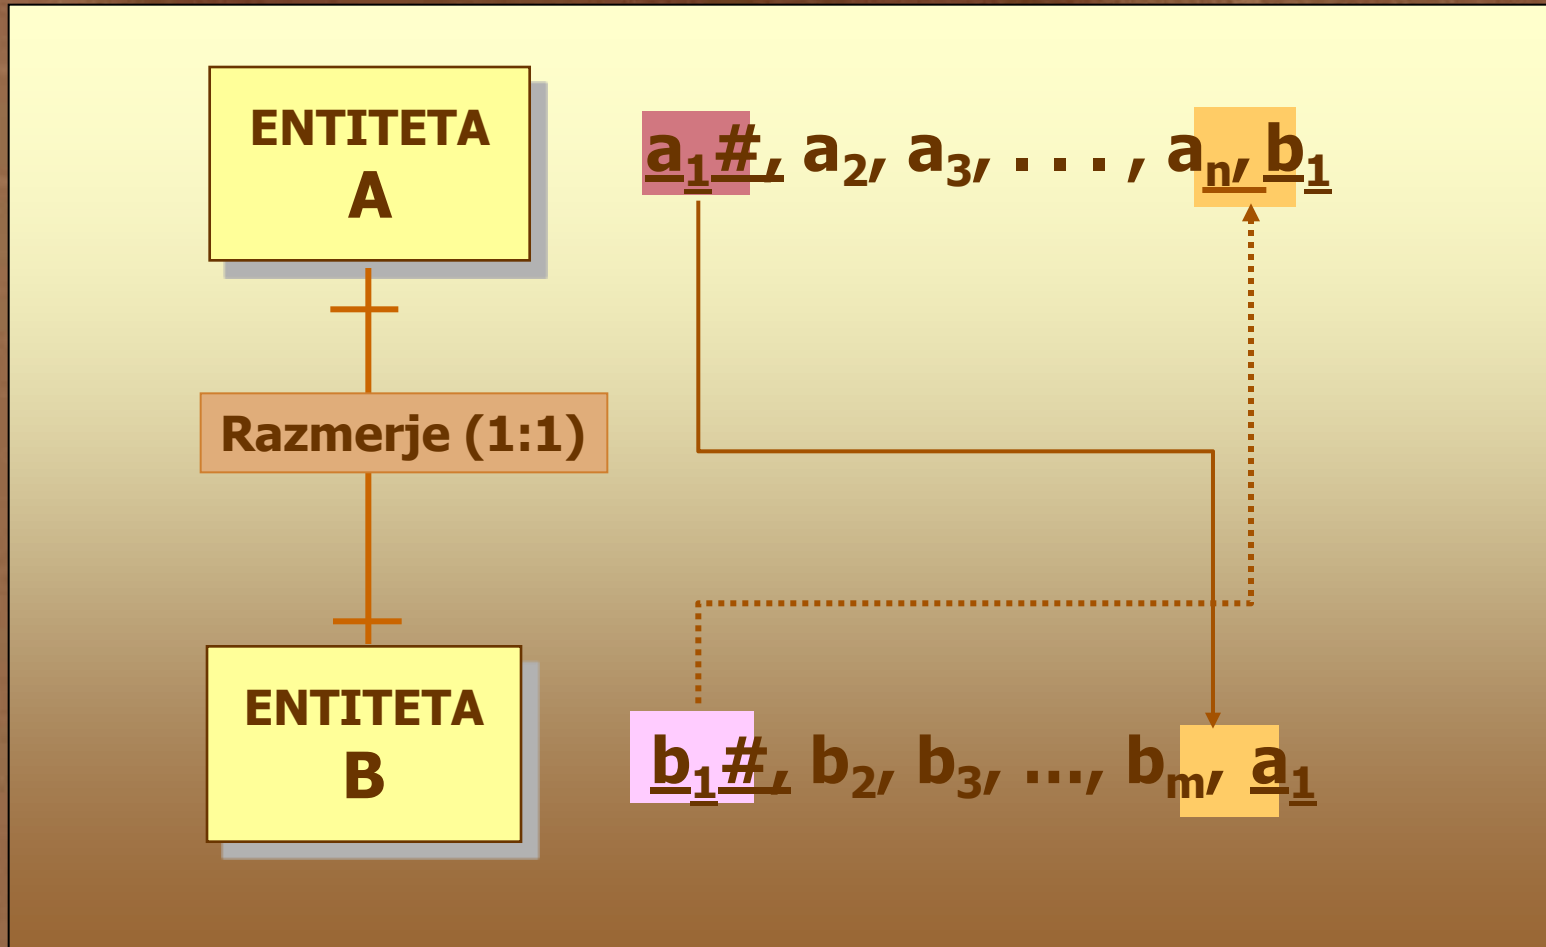 ENTITETA
A
a₁#, a₂, a₃, . . . , aₙ, b₁
Razmerje (1:1)
ENTITETA
B
b₁#, b₂, b₃, ..., bₘ, a₁